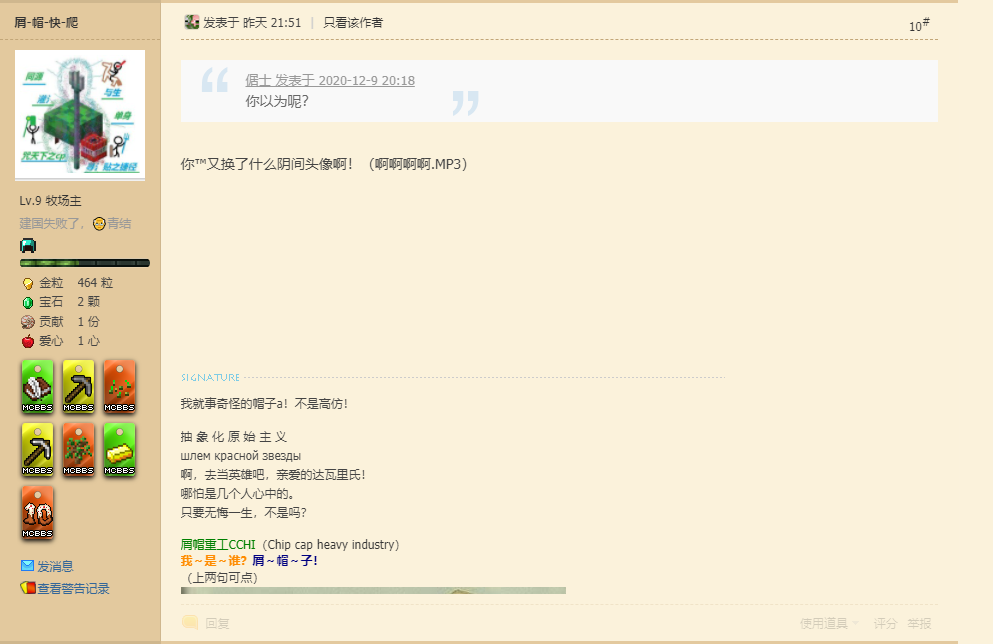 屑-帽-快-爬
发表于 昨天 21:51 | 只看该作者
10#
倨士 发表于 2020-12-9 20:18
你以为呢？
你™又换了什么阴间头像啊！（啊啊啊啊.MP3）
同源
与生
单身
Lv.9 牧场主
建国失败了，青结
金粒 464 粒
宝石 2 颗
贡献 1 份
爱心 1 心
MCBBS MCBBS MCBBS
MCBBS MCBBS MCBBS
10
MCBBS
发消息
查看警告记录
SIGNATURE
我就事奇怪的帽子a！不是高仿！
抽 象 化 原 始 主 义
шлем красной звезды
啊，去当英雄吧，亲爱的达瓦里氏！
哪怕是几个人心中的。
只要无悔一生，不是吗？
屑帽重工CCHI（Chip cap heavy industry）
我～是～谁？屑～帽～子！
（上两句可点）
回复
使用道具 评分 举报